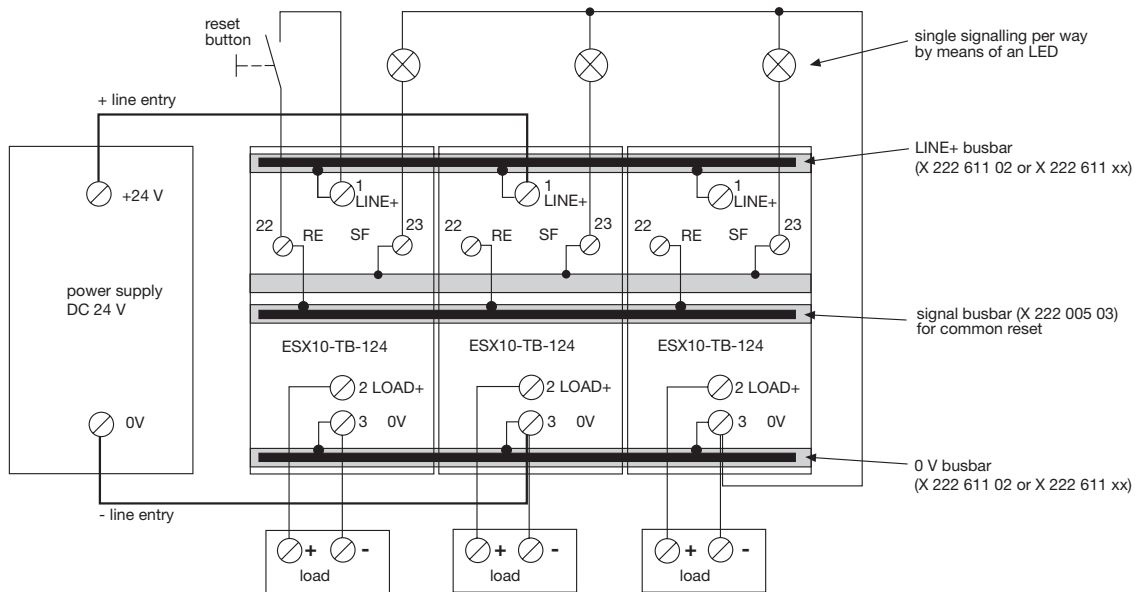 reset
button
single signalling per way
by means of an LED
+ line entry
LINE+ busbar
(X 222 611 02 or X 222 611 xx)
+24 V
1
LINE+
1
LINE+
1
LINE+
22
RE
SF
23
22
RE
SF
23
22
RE
SF
23
power supply
DC 24 V
signal busbar (X 222 005 03)
for common reset
ESX10-TB-124
ESX10-TB-124
ESX10-TB-124
2 LOAD+
2 LOAD+
2 LOAD+
0V
3 0V
3 0V
3 0V
0 V busbar
(X 222 611 02 or X 222 611 xx)
- line entry
+ -
load
+ -
load
+ -
load